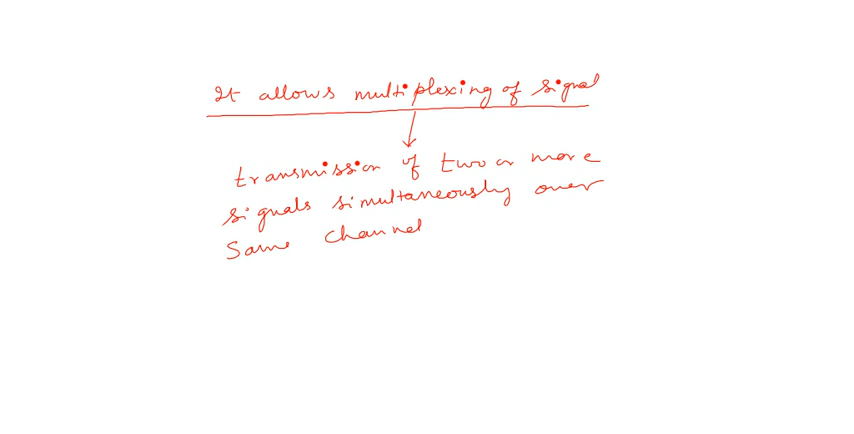 It allows multiplexing of signal
transmission of two or more
signals simultaneously over
Same channel